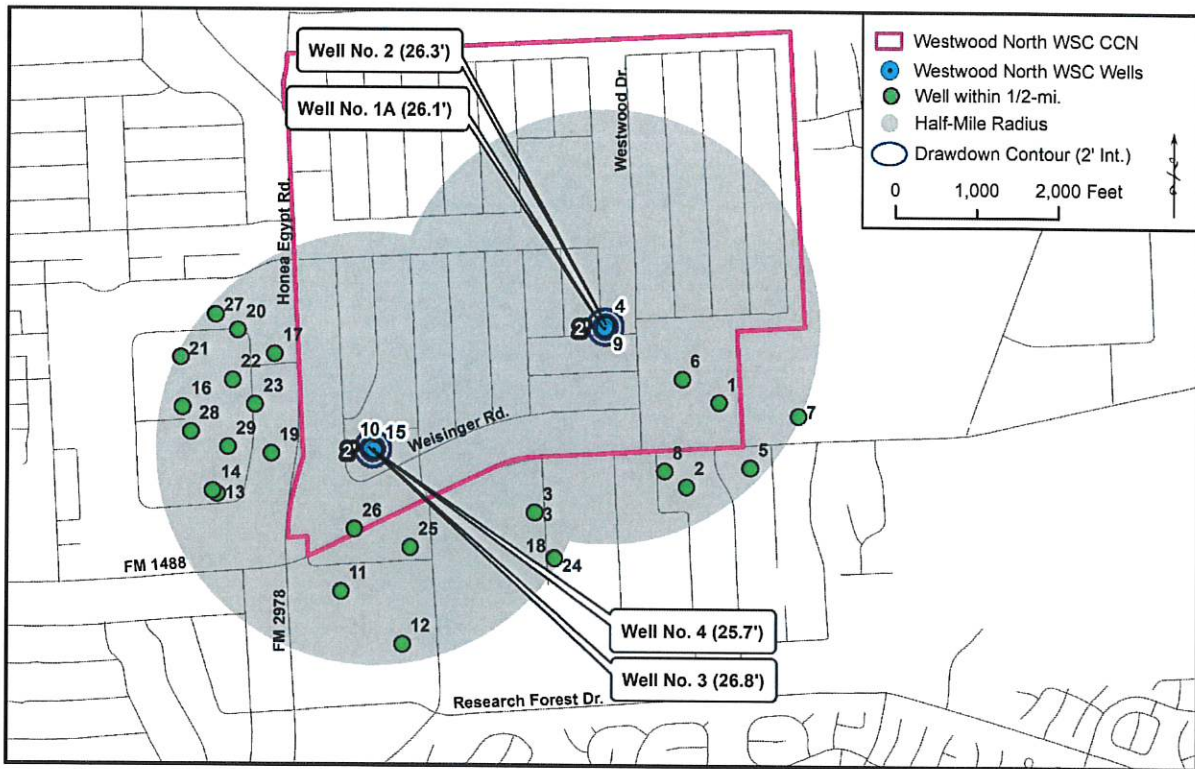 Well No. 2 (26.3')
Well No. 1A (26.1')
Westwood Dr.
Honea Egypt Rd.
Westwood North WSC CCN
Westwood North WSC Wells
Well within 1/2-mi.
Half-Mile Radius
Drawdown Contour (2' Int.)
0 1,000 2,000 Feet
N
27
20
4
2'
9
17
21
22
6
23
1
16
7
28
10
15
Weisinger Rd.
29
19
2'
5
8
2
14
13
3
3
26
25
18
24
FM 1488
11
FM 2978
12
Well No. 4 (25.7')
Well No. 3 (26.8')
Research Forest Dr.